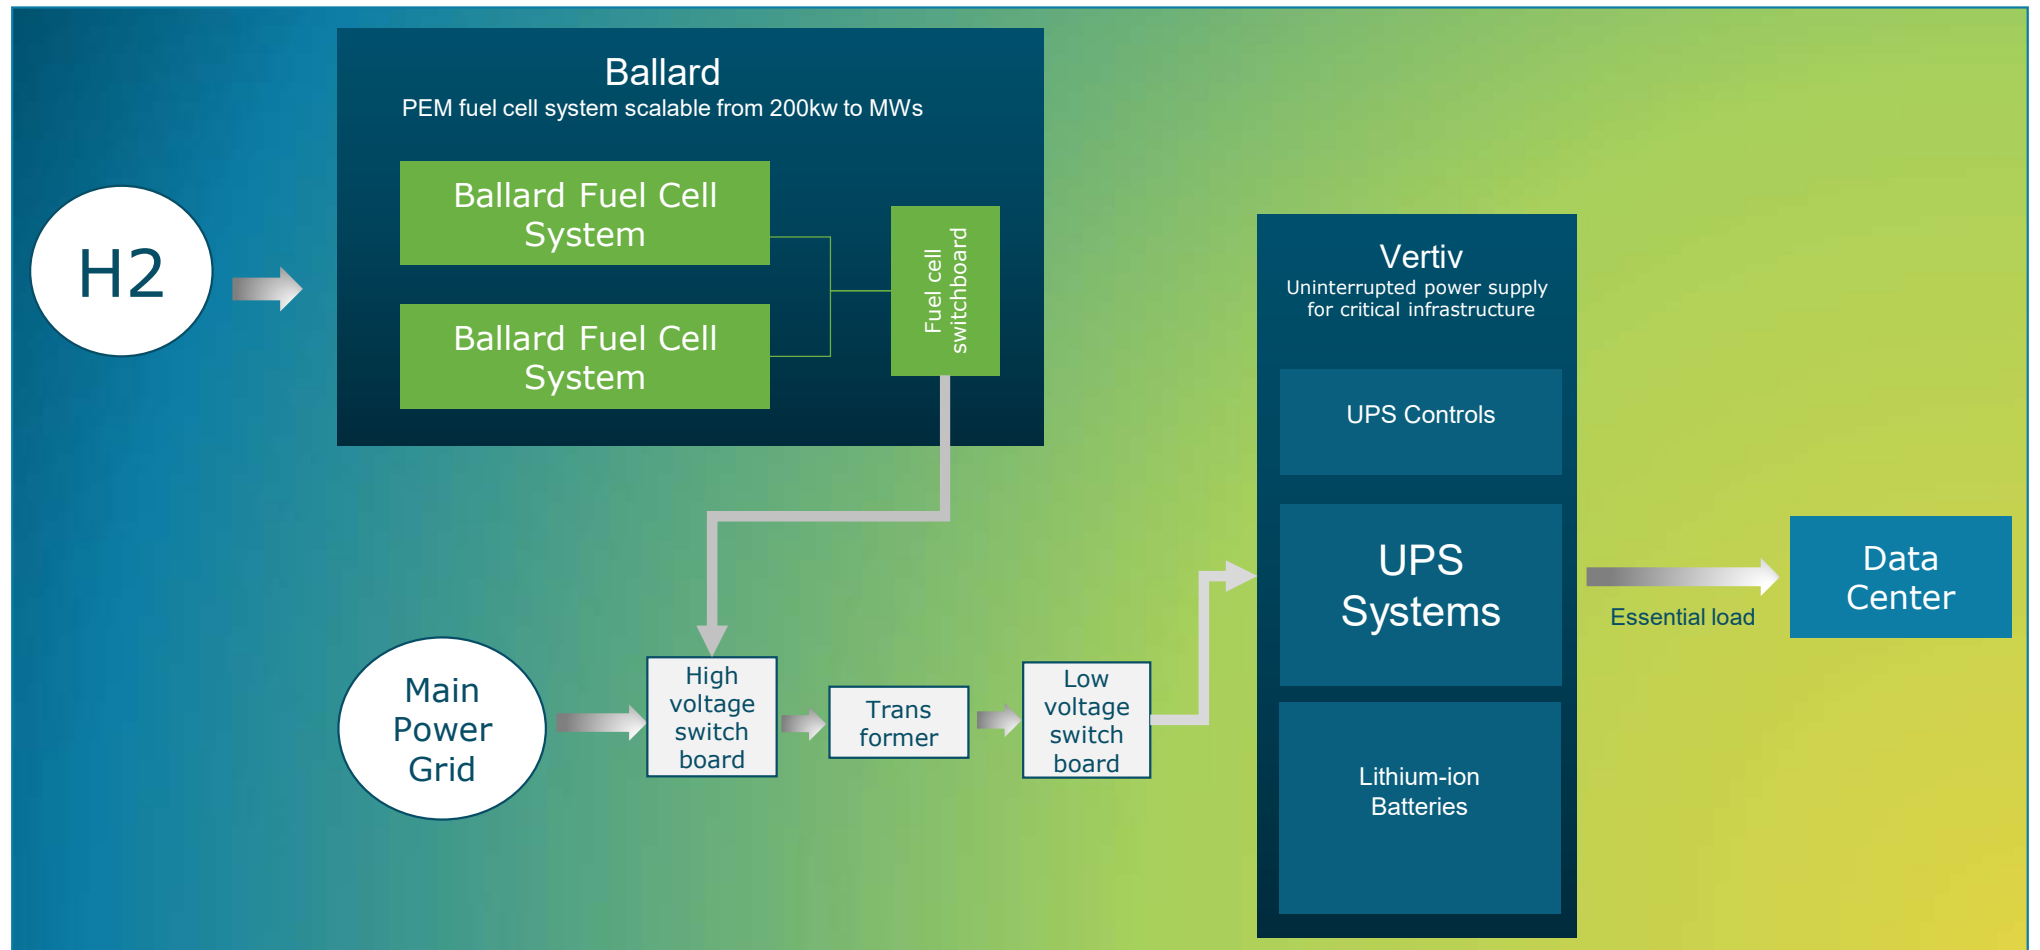 Ballard
PEM fuel cell system scalable from 200kw to MWs
H2
Ballard Fuel Cell
System
Ballard Fuel Cell
System
Fuel cell
switchboard
Vertiv
Uninterrupted power supply
for critical infrastructure
UPS Controls
UPS
Systems
Lithium-ion
Batteries
Essential load
Data
Center
Main
Power
Grid
High
voltage
switch
board
Trans
former
Low
voltage
switch
board